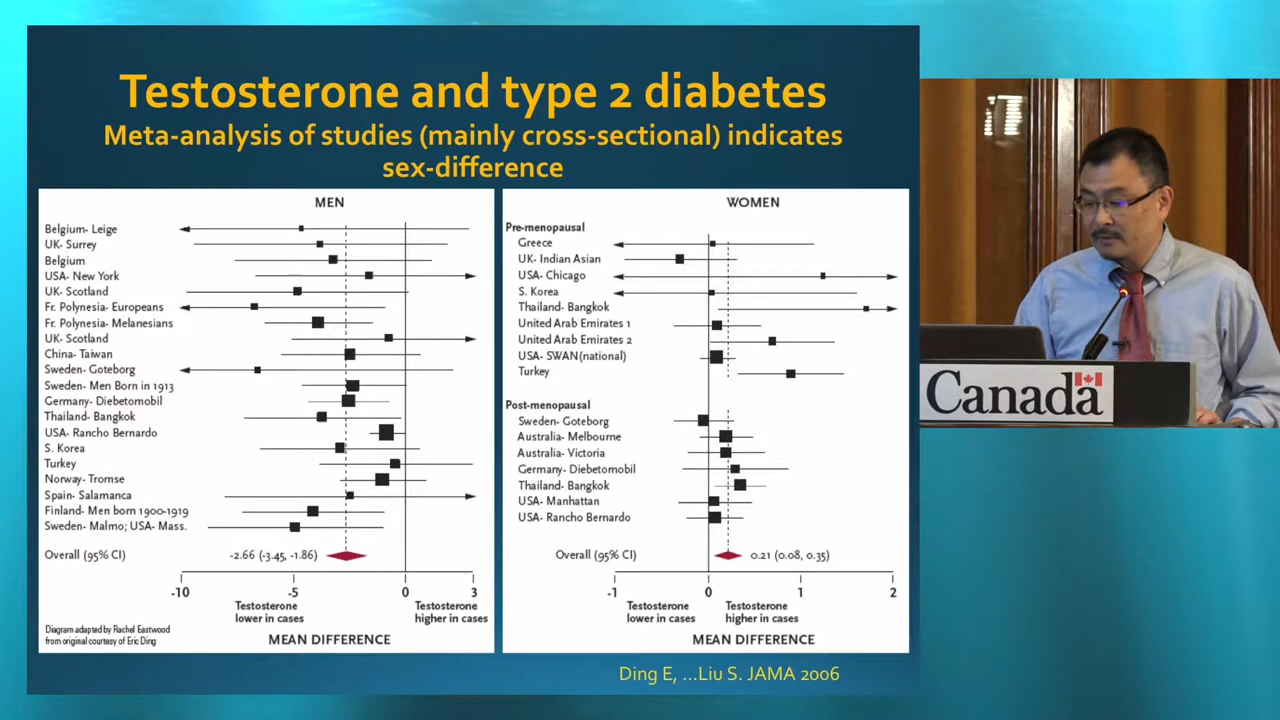 Testosterone and type 2 diabetes
Meta-analysis of studies (mainly cross-sectional) indicates
sex-difference
MEN
Belgium- Leige
UK- Surrey
Belgium
USA- New York
UK- Scotland
Fr. Polynesia- Europeans
Fr. Polynesia- Melanesians
UK- Scotland
China- Taiwan
Sweden- Goteborg
Sweden- Men Born in 1913
Germany- Diebetomobil
Thailand- Bangkok
USA- Rancho Bernardo
S. Korea
Turkey
Norway- Tromse
Spain- Salamanca
Finland- Men born 1900-1919
Sweden- Malmo; USA- Mass.
Overall (95% CI) -2.66 (-3.45, -1.86)
-10 -5 0 3
Testosterone Testosterone
lower in cases higher in cases
Diagram adapted by Rachel Eastwood
from original courtesy of Eric Ding
MEAN DIFFERENCE
WOMEN
Pre-menopausal
Greece
UK- Indian Asian
USA- Chicago
S. Korea
Thailand- Bangkok
United Arab Emirates 1
United Arab Emirates 2
USA- SWAN(national)
Turkey
Post-menopausal
Sweden- Goteborg
Australia- Melbourne
Australia- Victoria
Germany- Diebetomobil
Thailand- Bangkok
USA- Manhattan
USA- Rancho Bernardo
Overall (95% CI) 0.21 (0.08, 0.35)
-1 0 1 2
Testosterone Testosterone
lower in cases higher in cases
MEAN DIFFERENCE
Ding E, ...Liu S. JAMA 2006
Canada